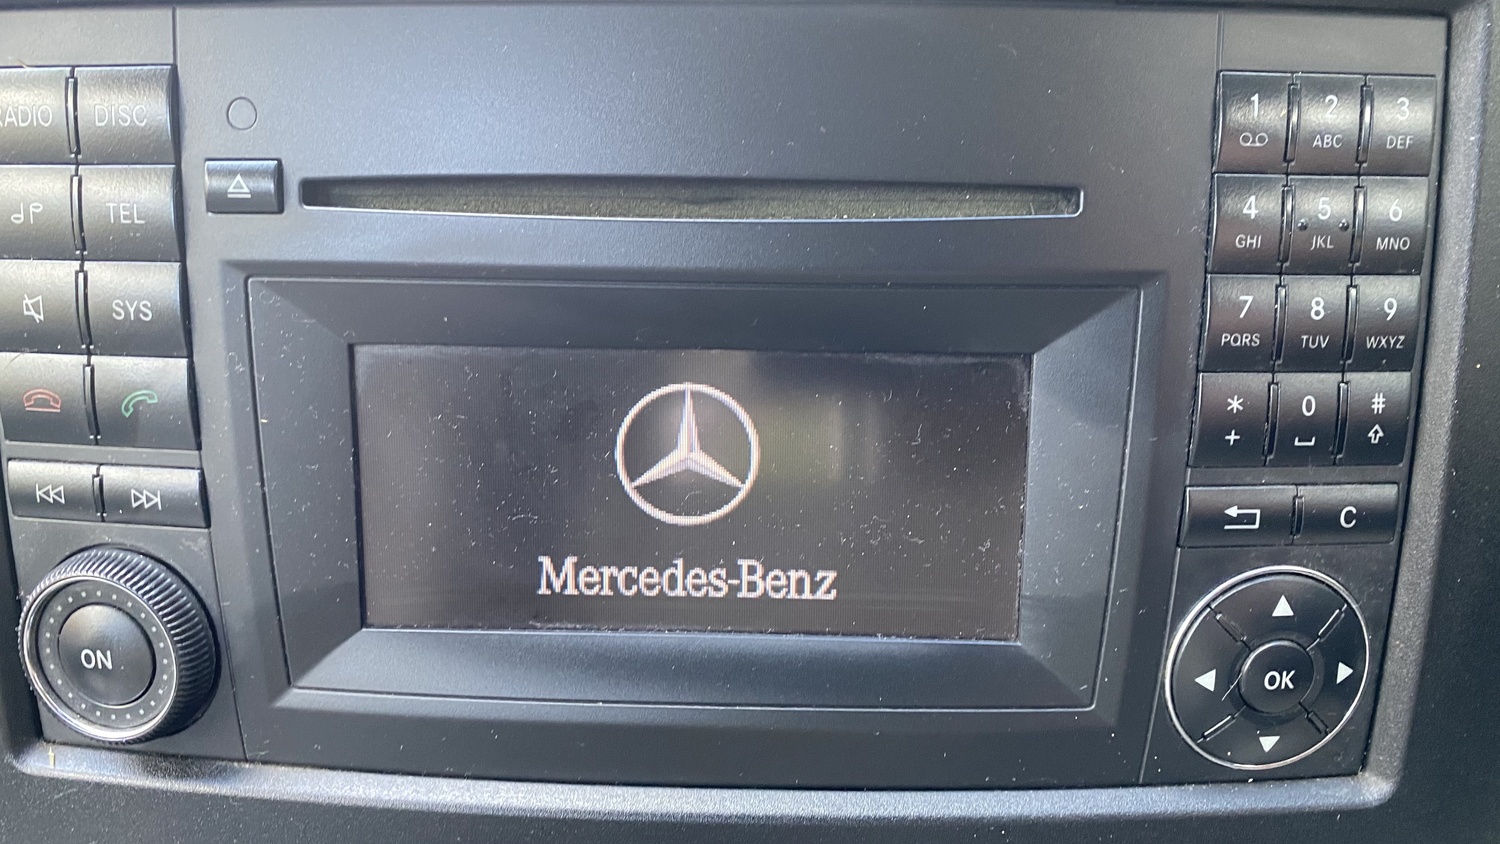 RADIO
DISC
TEL
SYS
ON
Mercedes-Benz
1
2
ABC
3
DEF
4
GHI
5
JKL
6
MNO
7
PQRS
8
TUV
9
WXYZ
*
+
0
#
C
OK